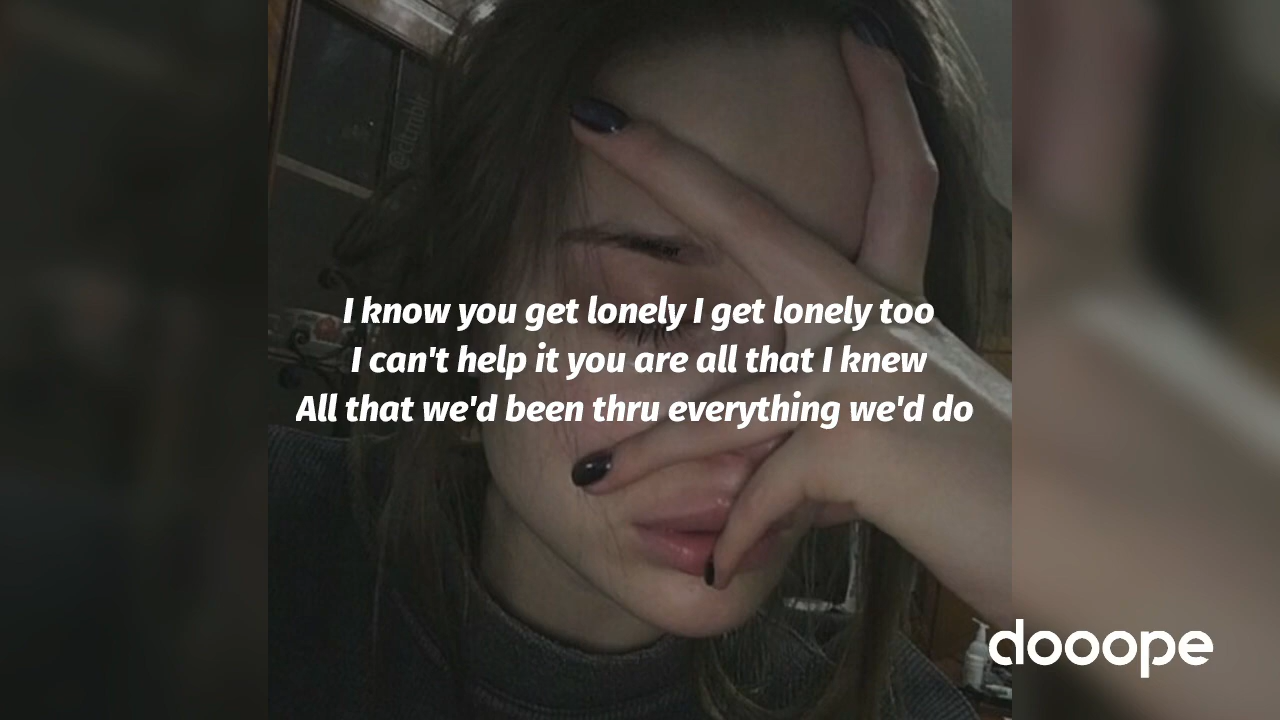 I know you get lonely I get lonely too
I can't help it you are all that I knew
All that we'd been thru everything we'd do
dooope